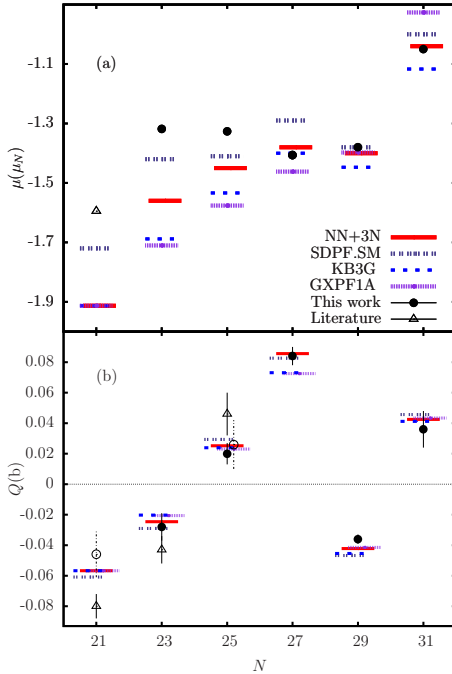 (a)
-1.1
-1.3
-1.5
-1.7
-1.9
μ(μN)
NN+3N
SDPF.SM
KB3G
GXPF1A
This work
Literature
(b)
0.08
0.06
0.04
0.02
0
-0.02
-0.04
-0.06
-0.08
Q(b)
21 23 25 27 29 31
N